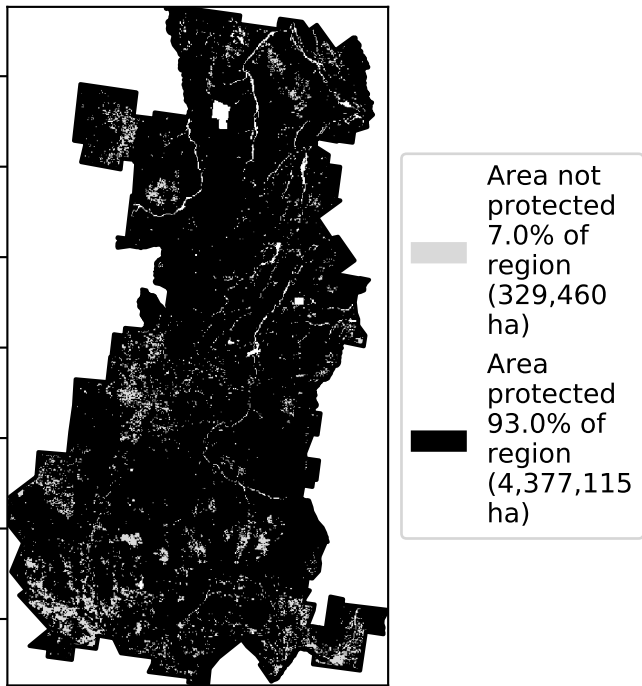 Area not
protected
7.0% of
region
(329,460
ha)
Area
protected
93.0% of
region
(4,377,115
ha)